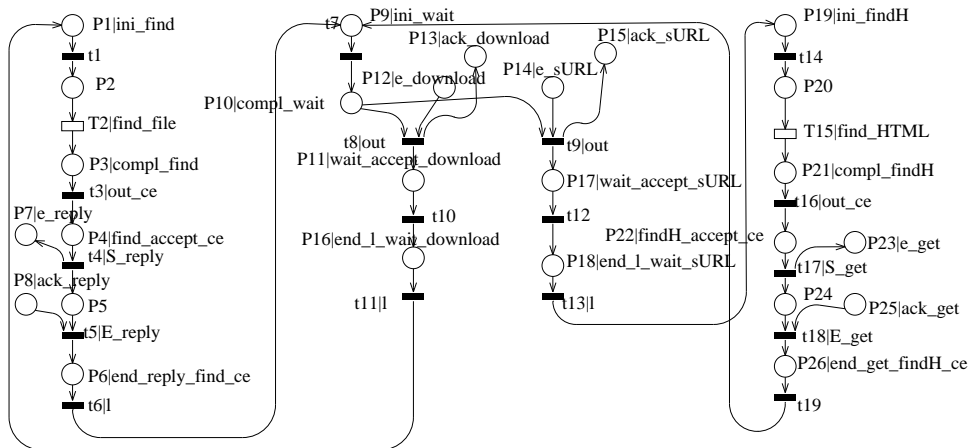 P1|ini_find
t1
P2
T2|find_file
P3|compl_find
t3|out_ce
P7|e_reply
P4|find_accept_ce
t4|S_reply
P8|ack_reply
P5
t5|E_reply
P6|end_reply_find_ce
t6|l
P9|ini_wait
t7
P13|ack_download
P15|ack_sURL
P12|e_download
P14|e_sURL
P10|compl_wait
t8|out
t9|out
P11|wait_accept_download
P17|wait_accept_sURL
t10
t12
P16|end_l_wait_download
P18|end_l_wait_sURL
t11|l
t13|l
P19|ini_findH
t14
P20
T15|find_HTML
P21|compl_findH
t16|out_ce
P22|findH_accept_ce
P23|e_get
t17|S_get
P24
P25|ack_get
t18|E_get
P26|end_get_findH_ce
t19